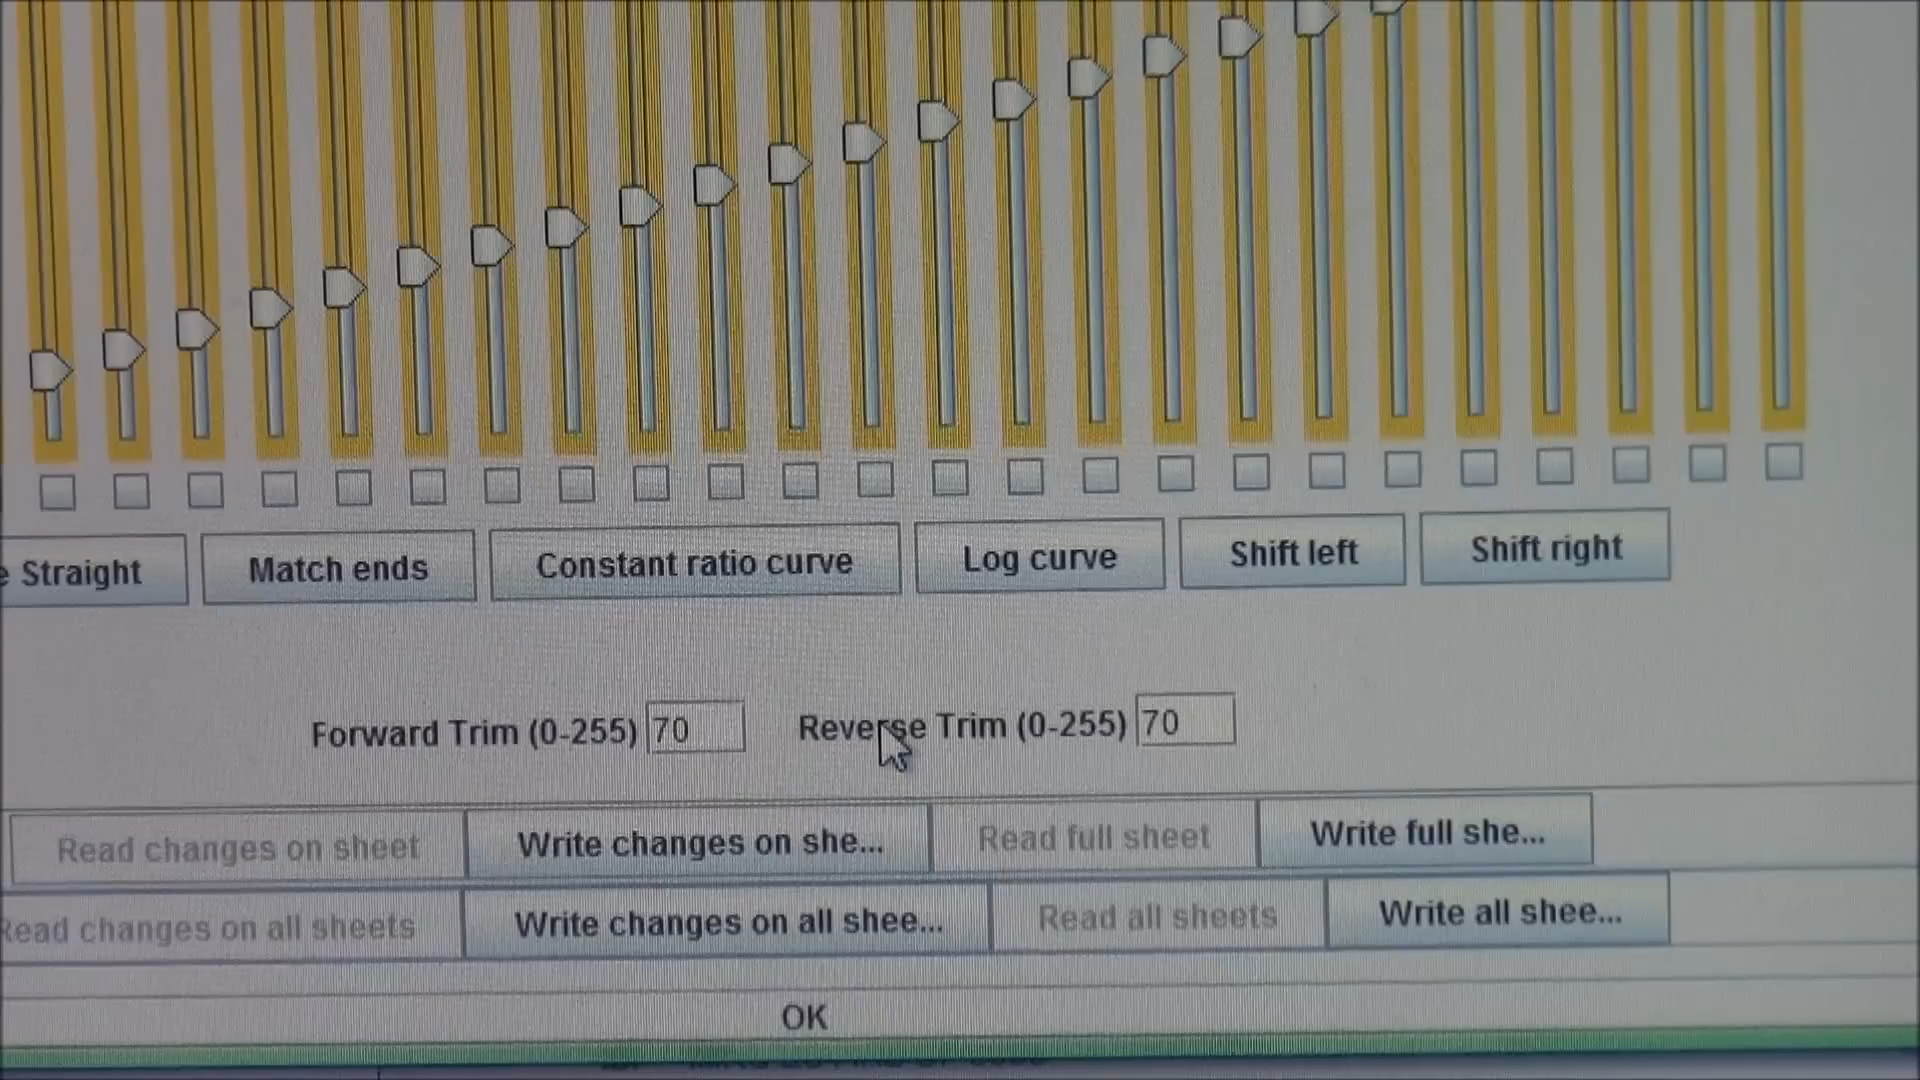 e Straight Match ends Constant ratio curve Log curve Shift left Shift right
Forward Trim (0-255) 70 Reverse Trim (0-255) 70
Read changes on sheet Write changes on she... Read full sheet Write full she...
Read changes on all sheets Write changes on all shee... Read all sheets Write all shee...
OK